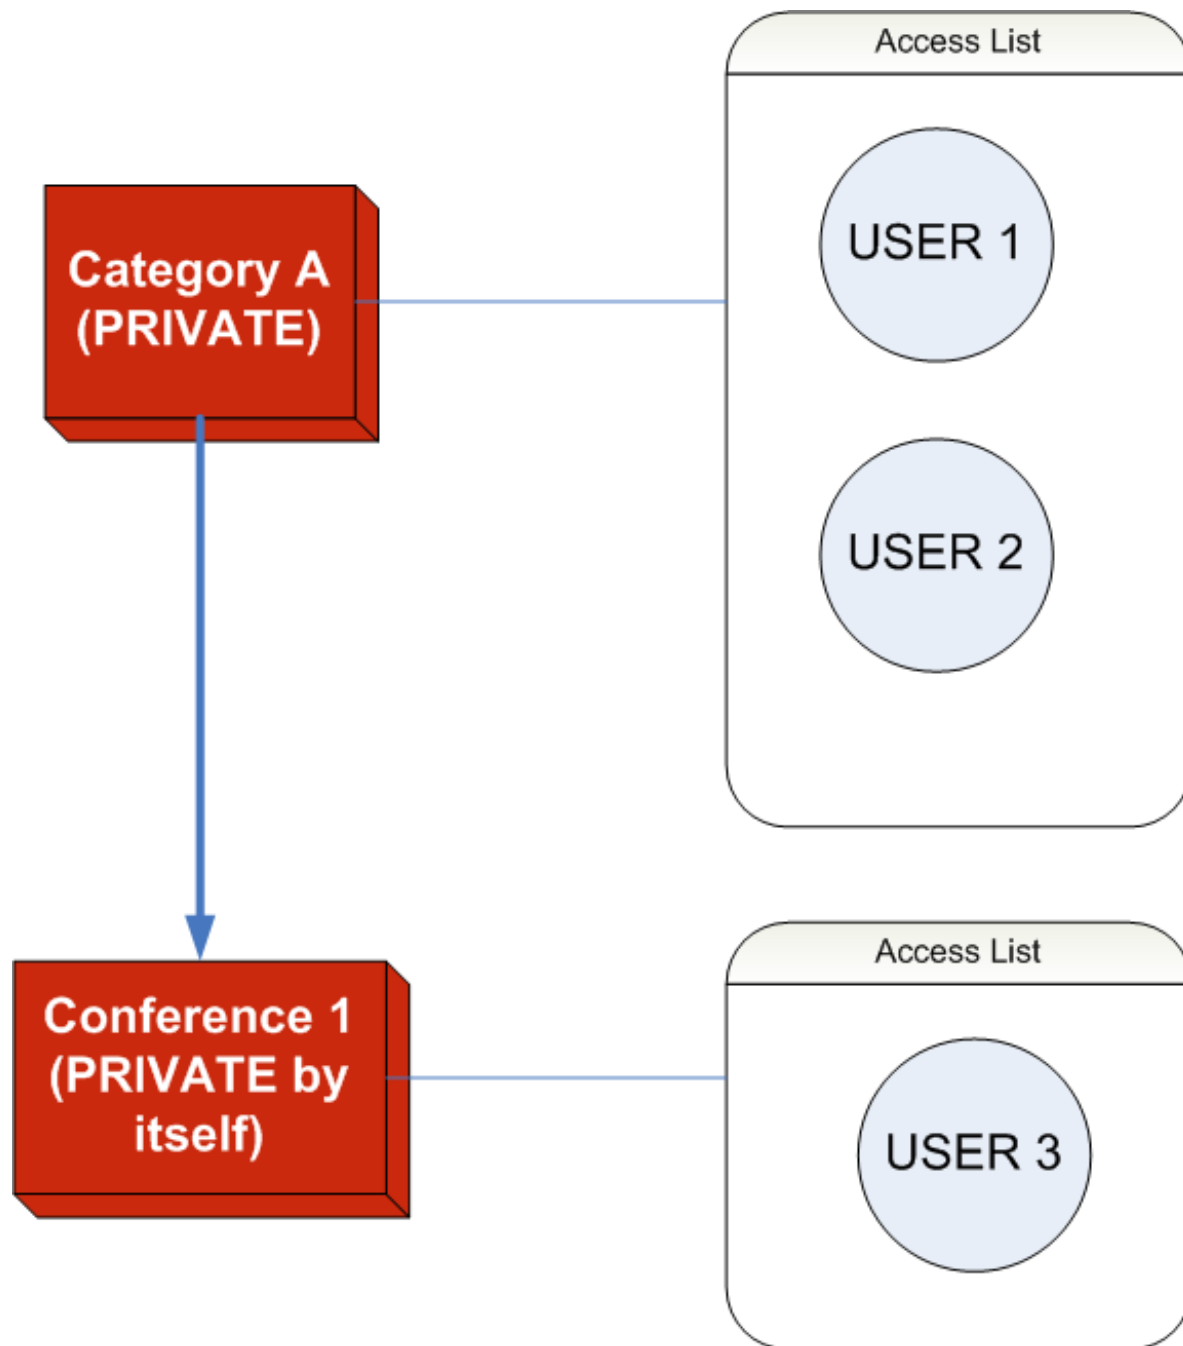 Access List
USER 1
Category A
(PRIVATE)
USER 2
Access List
Conference 1
(PRIVATE by
itself)
USER 3